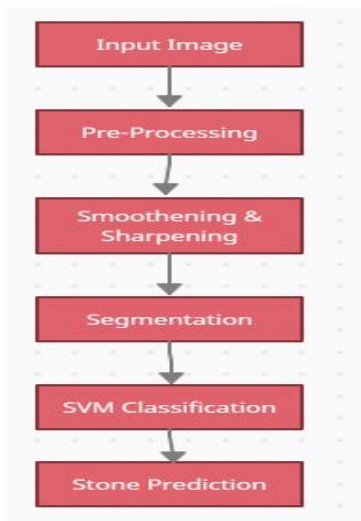 Input Image
Pre-Processing
Smoothening &
Sharpening
Segmentation
SVM Classification
Stone Prediction